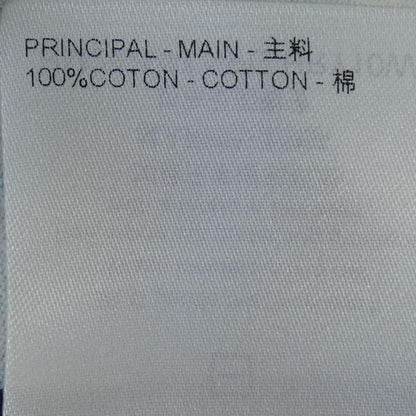 PRINCIPAL - MAIN - 主料
100%COTON - COTTON - 棉